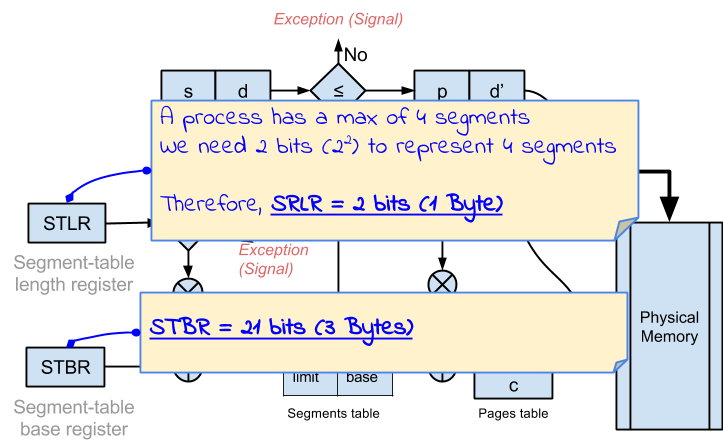 Exception (Signal)
No
s d ≤ p d'
A process has a max of 4 segments
we need 2 bits (2²) to represent 4 segments
Therefore, SRLR = 2 bits (1 Byte)
STLR
Segment-table
length register
Exception
(Signal)
STBR = 21 bits (3 Bytes)
Physical
Memory
STBR
limit base
c
Segment-table
base register
Segments table
Pages table